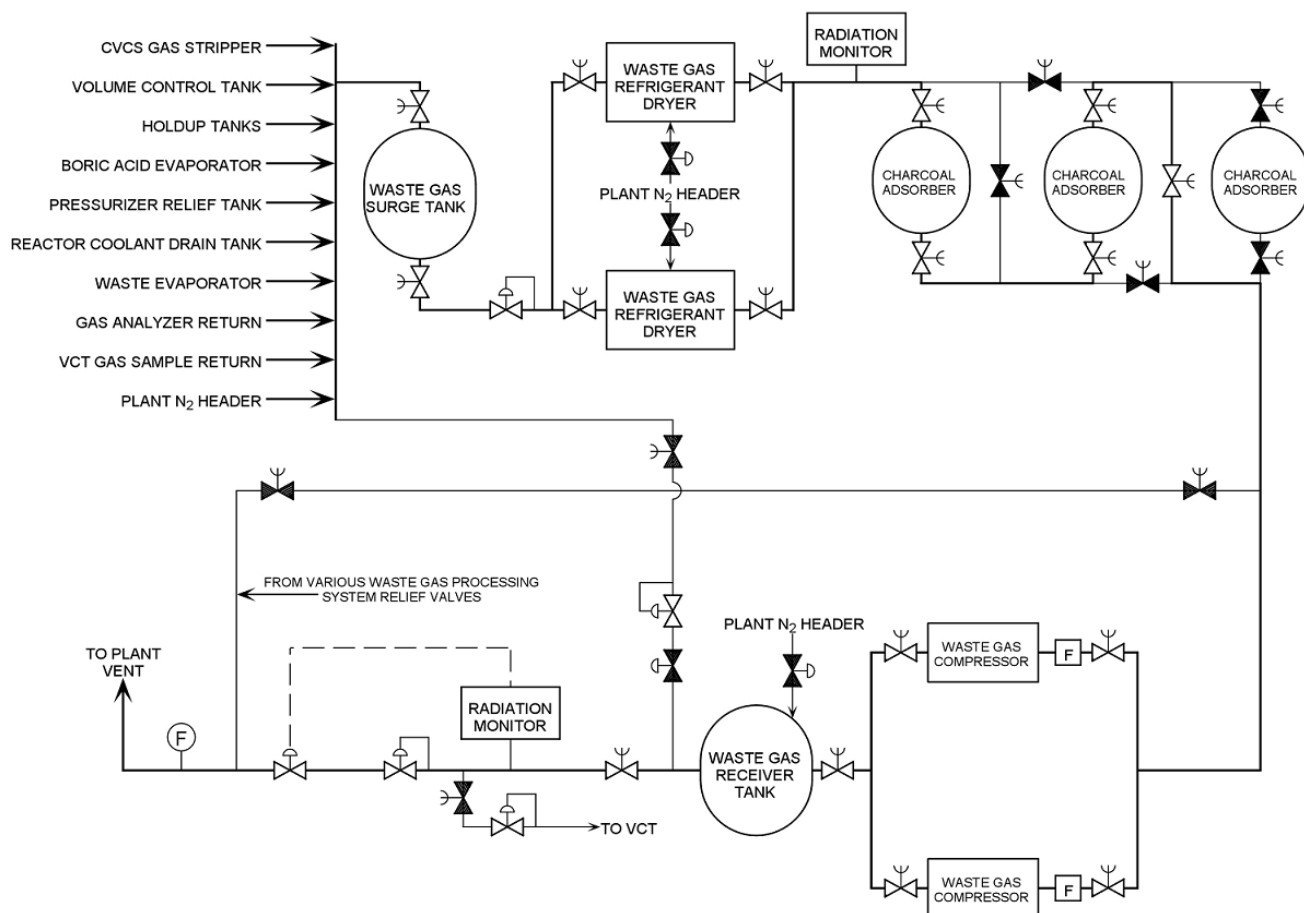 CVCS GAS STRIPPER
VOLUME CONTROL TANK
HOLDUP TANKS
BORIC ACID EVAPORATOR
PRESSURIZER RELIEF TANK
REACTOR COOLANT DRAIN TANK
WASTE EVAPORATOR
GAS ANALYZER RETURN
VCT GAS SAMPLE RETURN
PLANT N2 HEADER
WASTE GAS
SURGE TANK
WASTE GAS
REFRIGERANT
DRYER
PLANT N2 HEADER
WASTE GAS
REFRIGERANT
DRYER
RADIATION
MONITOR
CHARCOAL
ADSORBER
CHARCOAL
ADSORBER
CHARCOAL
ADSORBER
FROM VARIOUS WASTE GAS PROCESSING
SYSTEM RELIEF VALVES
TO PLANT
VENT
F
RADIATION
MONITOR
TO VCT
PLANT N2 HEADER
WASTE GAS
RECEIVER
TANK
WASTE GAS
COMPRESSOR
F
WASTE GAS
COMPRESSOR
F